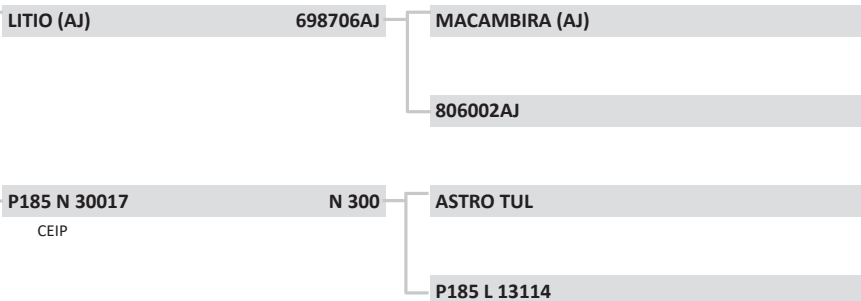 LITIO (AJ) 698706AJ MACAMBIRA (AJ)
806002AJ
P185 N 30017 N 300 ASTRO TUL
CEIP
P185 L 13114